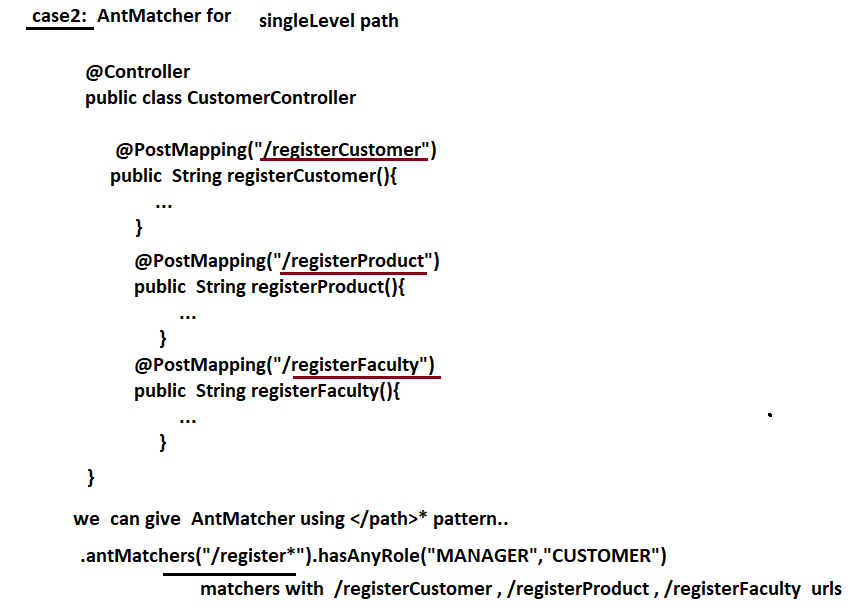 case2: AntMatcher for singleLevel path
@Controller
public class CustomerController
@PostMapping("/registerCustomer")
public String registerCustomer(){
...
}
@PostMapping("/registerProduct")
public String registerProduct(){
...
}
@PostMapping("/registerFaculty")
public String registerFaculty(){
...
}
}
we can give AntMatcher using </path>* pattern..
.antMatchers("/register*").hasAnyRole("MANAGER","CUSTOMER")
matchers with /registerCustomer , /registerProduct , /registerFaculty urls